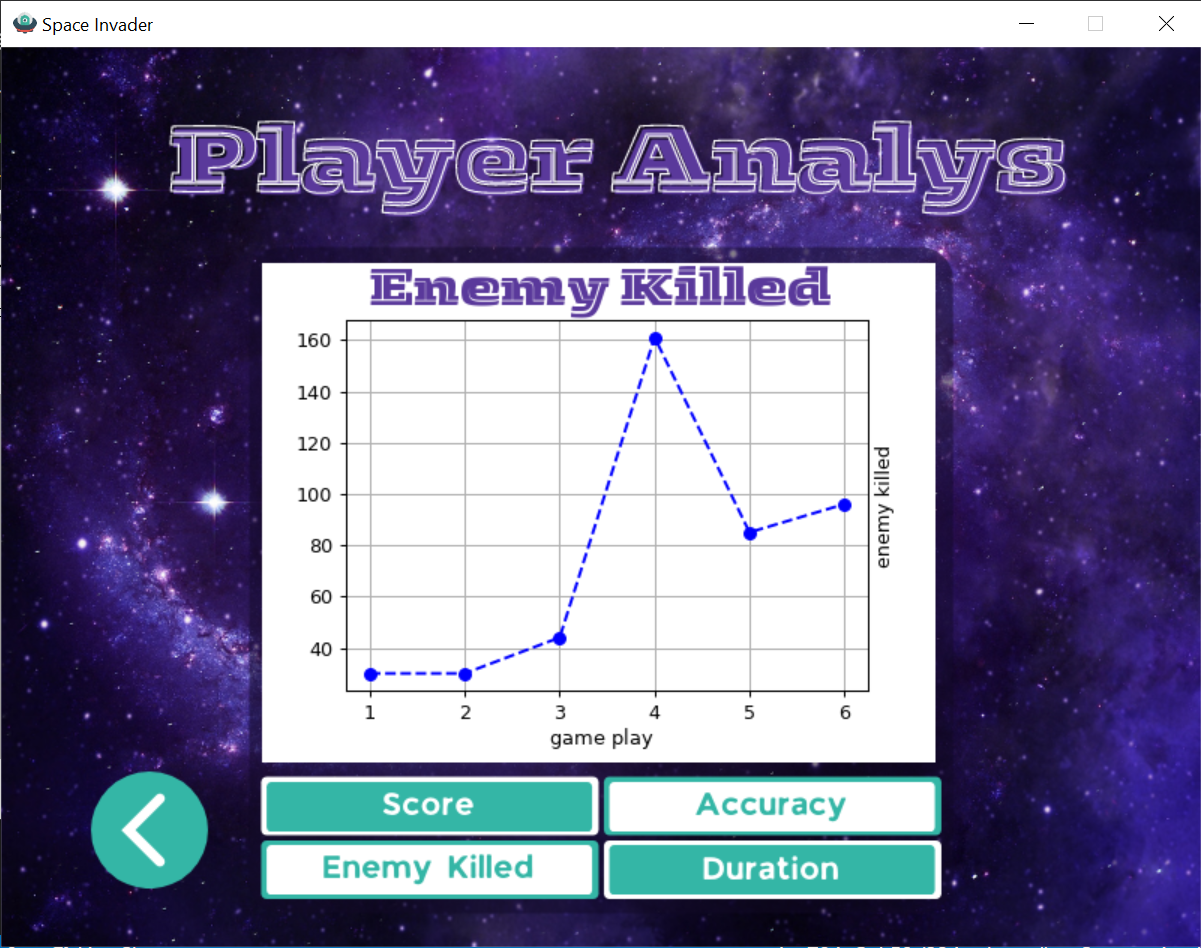 Space Invader
Player Analys
Enemy Killed
160
140
120
100
80
60
40
enemy killed
1 2 3 4 5 6
game play
Score
Accuracy
Enemy Killed
Duration